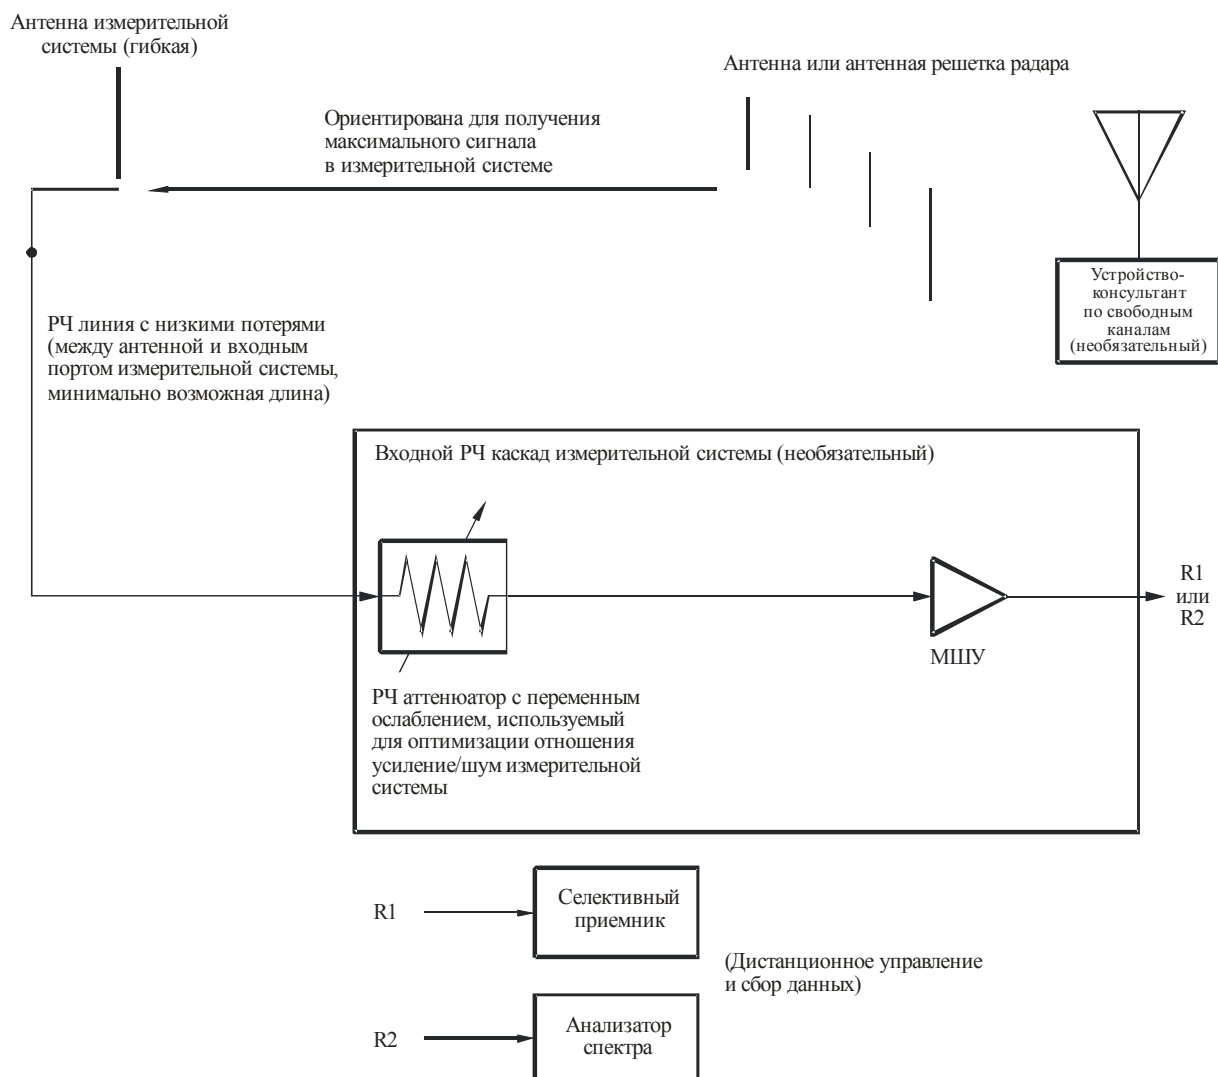 Антенна измерительной
системы (гибкая)
Антенна или антенная решетка радара
Ориентирована для получения
максимального сигнала
в измерительной системе
Устройство-
консультант
по свободным
каналам
(необязательный)
РЧ линия с низкими потерями
(между антенной и входным
портом измерительной системы,
минимально возможная длина)
Входной РЧ каскад измерительной системы (необязательный)
R1
или
R2
МШУ
РЧ аттенюатор с переменным
ослаблением, используемый
для оптимизации отношения
усиление/шум измерительной
системы
R1
Селективный
приемник
(Дистанционное управление
и сбор данных)
R2
Анализатор
спектра